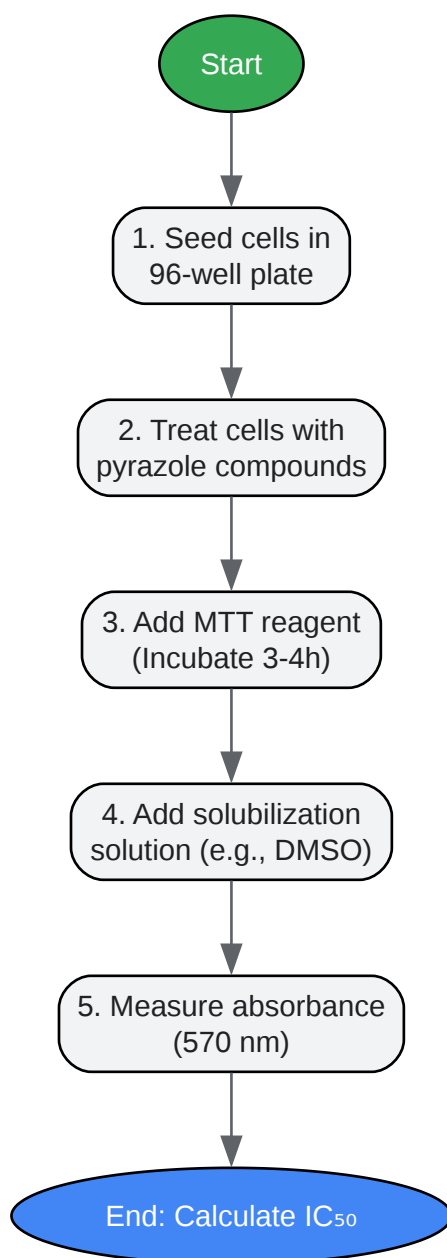 Start
1. Seed cells in
96-well plate
2. Treat cells with
pyrazole compounds
3. Add MTT reagent
(Incubate 3-4h)
4. Add solubilization
solution (e.g., DMSO)
5. Measure absorbance
(570 nm)
End: Calculate IC₅₀